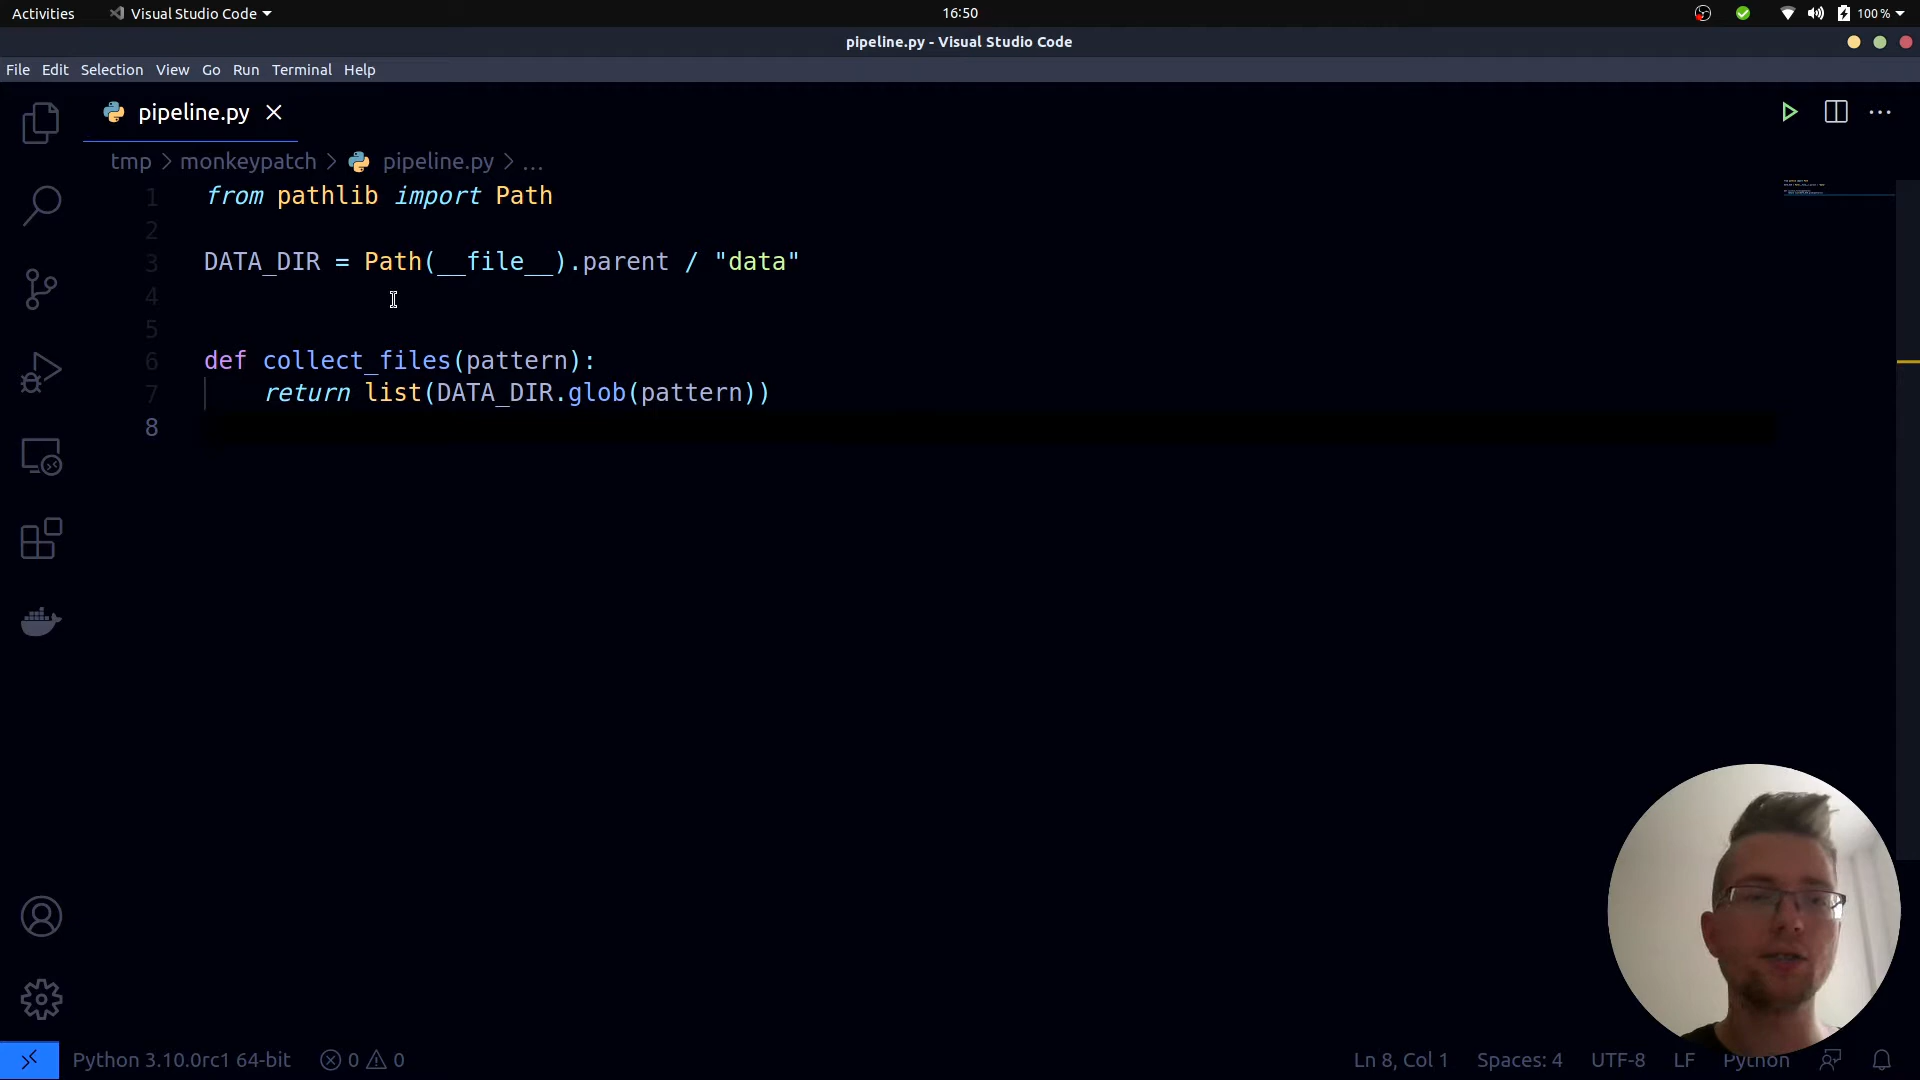 Activities Visual Studio Code 16:50 100 %
pipeline.py - Visual Studio Code
File Edit Selection View Go Run Terminal Help
pipeline.py
tmp > monkeypatch > pipeline.py > ...
1 from pathlib import Path
2
3 DATA_DIR = Path(__file__).parent / "data"
4
5
6 def collect_files(pattern):
7     return list(DATA_DIR.glob(pattern))
8
Python 3.10.0rc1 64-bit 0 0 Ln 8, Col 1 Spaces: 4 UTF-8 LF Python